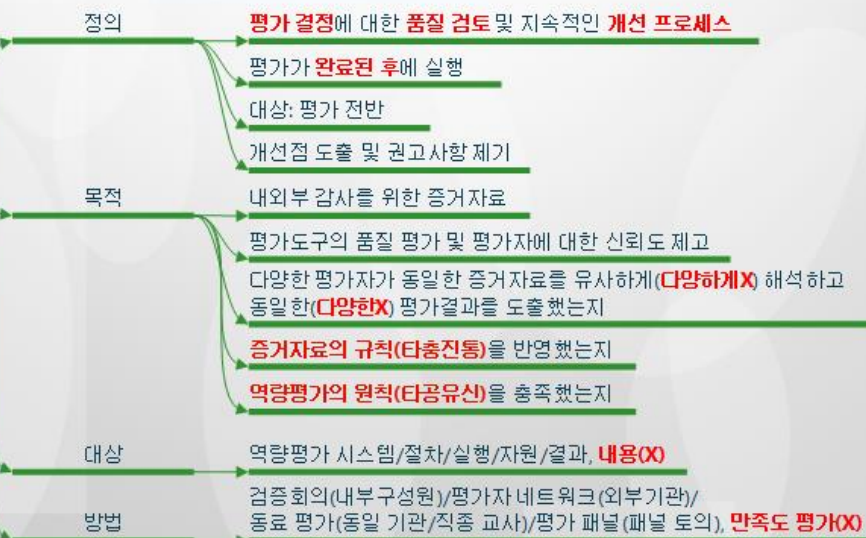 정의
평가 결정에 대한 품질 검토 및 지속적인 개선 프로세스
평가가 완료된 후에 실행
대상: 평가 전반
개선점 도출 및 권고사항 제기
목적
내외부 감사를 위한 증거자료
평가도구의 품질 평가 및 평가자에 대한 신뢰도 제고
다양한 평가자가 동일한 증거자료를 유사하게(다양하게X) 해석하고
동일한(다양한X) 평가결과를 도출했는지
증거자료의 규칙(타충진통)을 반영했는지
역량평가의 원칙(타공유신)을 충족했는지
대상
역량평가 시스템/절차/실행/자원/결과, 내용(X)
방법
검증회의(내부구성원)/평가자 네트워크(외부기관)/
동료 평가(동일 기관/직종 교사)/평가 패널(패널 토의), 만족도 평가(X)